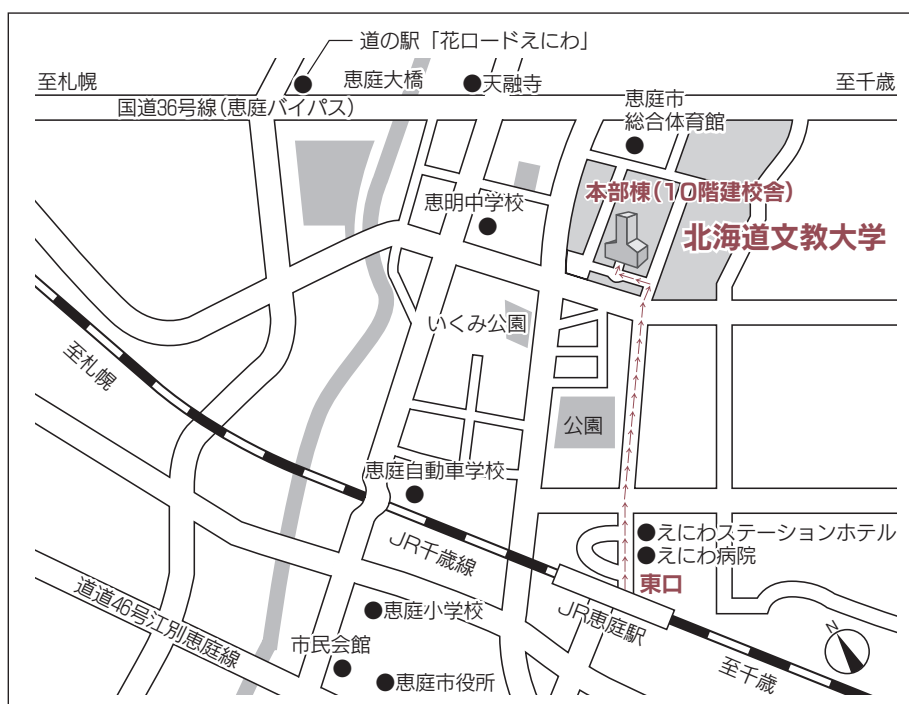 道の駅「花ロードえにわ」
至札幌
恵庭大橋
天融寺
至千歳
国道36号線(恵庭バイパス)
恵庭市
総合体育館
本部棟(10階建校舎)
恵明中学校
北海道文教大学
いくみ公園
至札幌
公園
恵庭自動車学校
JR千歳線
えにわステーションホテル
えにわ病院
東口
JR恵庭駅
恵庭小学校
道道46号江別恵庭線
市民会館
恵庭市役所
至千歳
N